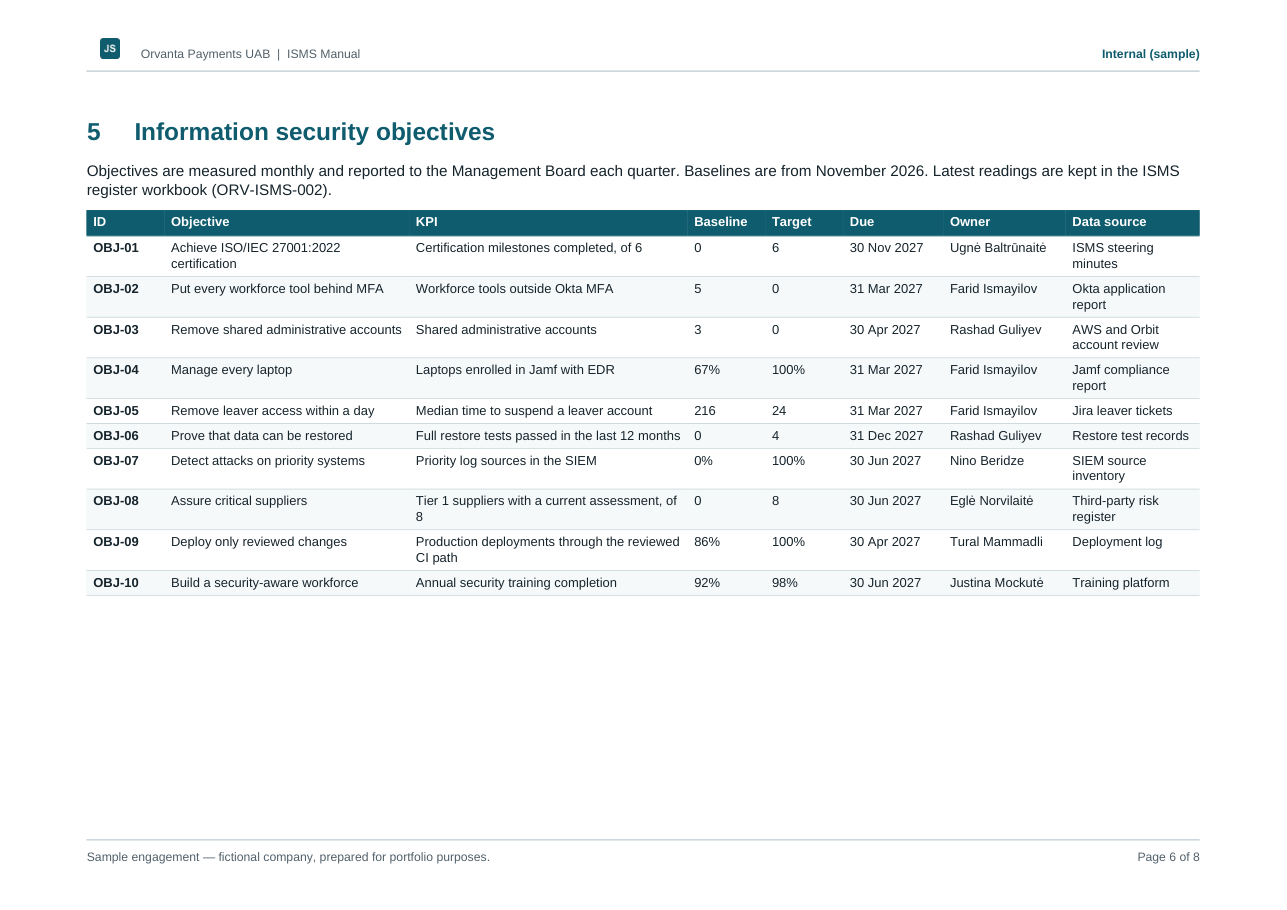 JS
Orvanta Payments UAB | ISMS Manual
Internal (sample)
5 Information security objectives
Objectives are measured monthly and reported to the Management Board each quarter. Baselines are from November 2026. Latest readings are kept in the ISMS
register workbook (ORV-ISMS-002).
ID Objective KPI Baseline Target Due Owner Data source
OBJ-01 Achieve ISO/IEC 27001:2022 Certification milestones completed, of 6 0 6 30 Nov 2027 Ugnė Baltrūnaitė ISMS steering
certification minutes
OBJ-02 Put every workforce tool behind MFA Workforce tools outside Okta MFA 5 0 31 Mar 2027 Farid Ismayilov Okta application
report
OBJ-03 Remove shared administrative accounts Shared administrative accounts 3 0 30 Apr 2027 Rashad Guliyev AWS and Orbit
account review
OBJ-04 Manage every laptop Laptops enrolled in Jamf with EDR 67% 100% 31 Mar 2027 Farid Ismayilov Jamf compliance
report
OBJ-05 Remove leaver access within a day Median time to suspend a leaver account 216 24 31 Mar 2027 Farid Ismayilov Jira leaver tickets
OBJ-06 Prove that data can be restored Full restore tests passed in the last 12 months 0 4 31 Dec 2027 Rashad Guliyev Restore test records
OBJ-07 Detect attacks on priority systems Priority log sources in the SIEM 0% 100% 30 Jun 2027 Nino Beridze SIEM source
inventory
OBJ-08 Assure critical suppliers Tier 1 suppliers with a current assessment, of 0 8 30 Jun 2027 Eglė Norvilaitė Third-party risk
8 register
OBJ-09 Deploy only reviewed changes Production deployments through the reviewed 86% 100% 30 Apr 2027 Tural Mammadli Deployment log
CI path
OBJ-10 Build a security-aware workforce Annual security training completion 92% 98% 30 Jun 2027 Justina Mockutė Training platform
Sample engagement — fictional company, prepared for portfolio purposes.
Page 6 of 8